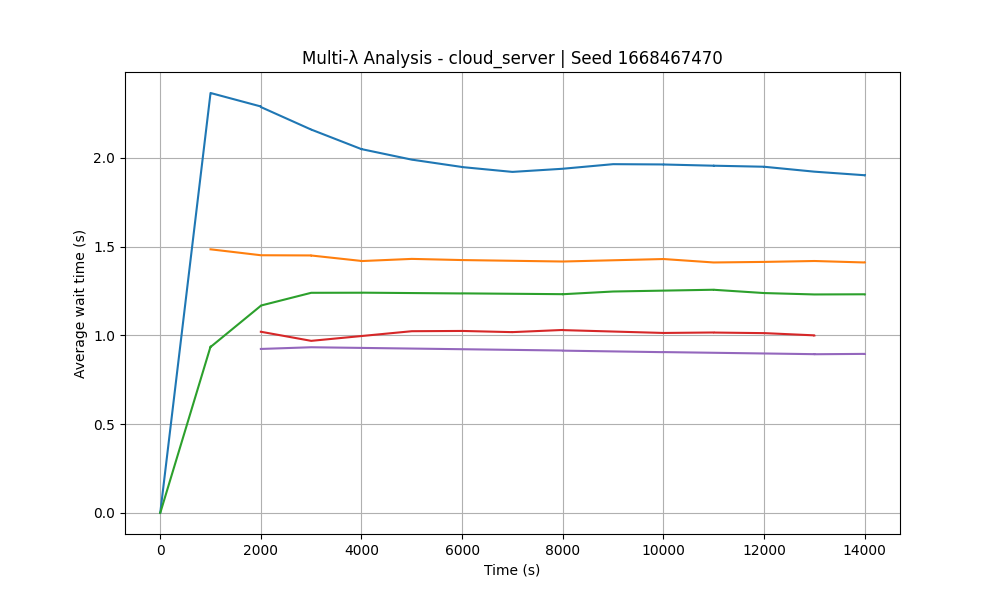 Multi-λ Analysis - cloud_server | Seed 1668467470
Average wait time (s)
2.0
1.5
1.0
0.5
0.0
0 2000 4000 6000 8000 10000 12000 14000
Time (s)